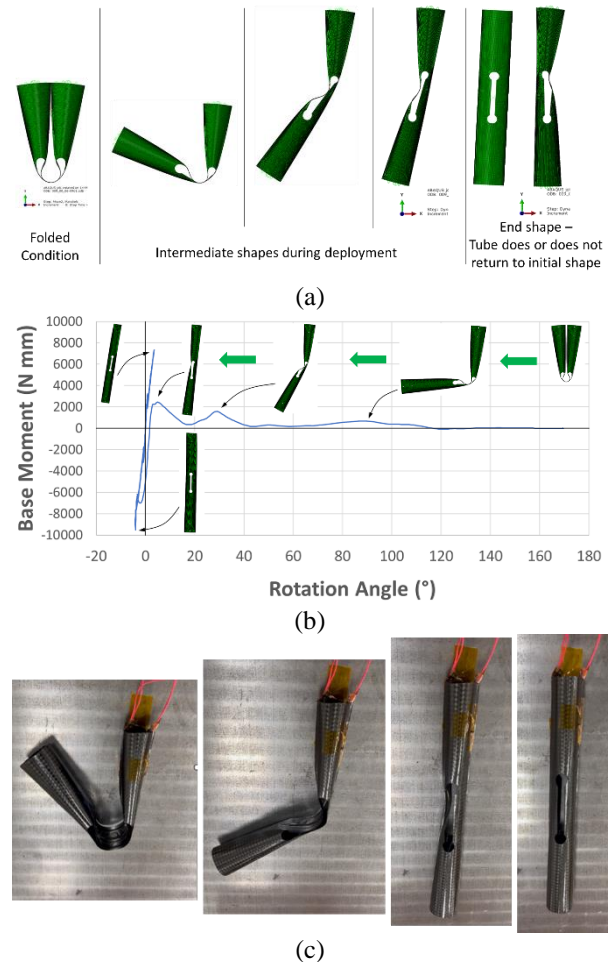 Folded
Condition
Intermediate shapes during deployment
End shape –
Tube does or does not
return to initial shape
(a)
Base Moment (N mm)
10000
8000
6000
4000
2000
0
-2000
-4000
-6000
-8000
-10000
-20 0 20 40 60 80 100 120 140 160 180
Rotation Angle (°)
(b)
(c)